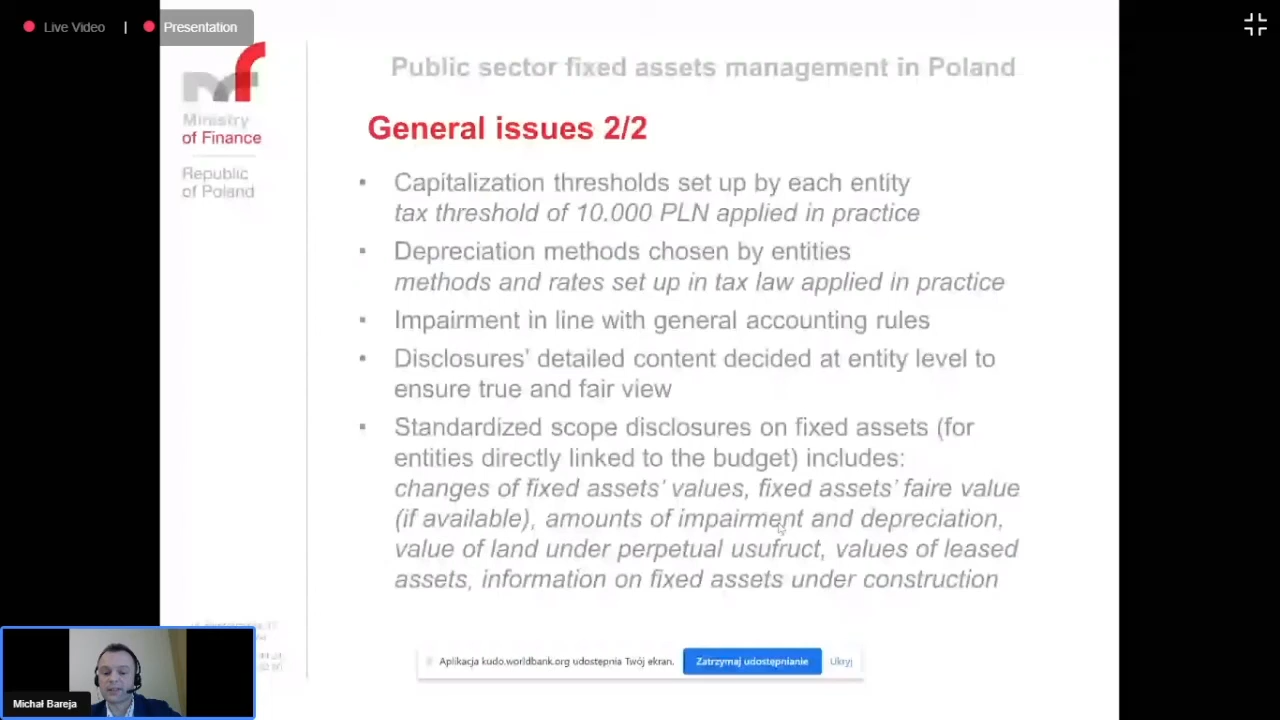 Live Video | Presentation
Public sector fixed assets management in Poland
Ministry
of Finance
Republic
of Poland
General issues 2/2
Capitalization thresholds set up by each entity
tax threshold of 10.000 PLN applied in practice
Depreciation methods chosen by entities
methods and rates set up in tax law applied in practice
Impairment in line with general accounting rules
Disclosures' detailed content decided at entity level to
ensure true and fair view
Standardized scope disclosures on fixed assets (for
entities directly linked to the budget) includes:
changes of fixed assets' values, fixed assets' faire value
(if available), amounts of impairment and depreciation,
value of land under perpetual usufruct, values of leased
assets, information on fixed assets under construction
Aplikacja kudo.worldbank.org udostępnia Twój ekran. Zatrzymaj udostępnianie Ukryj
Michał Bareja